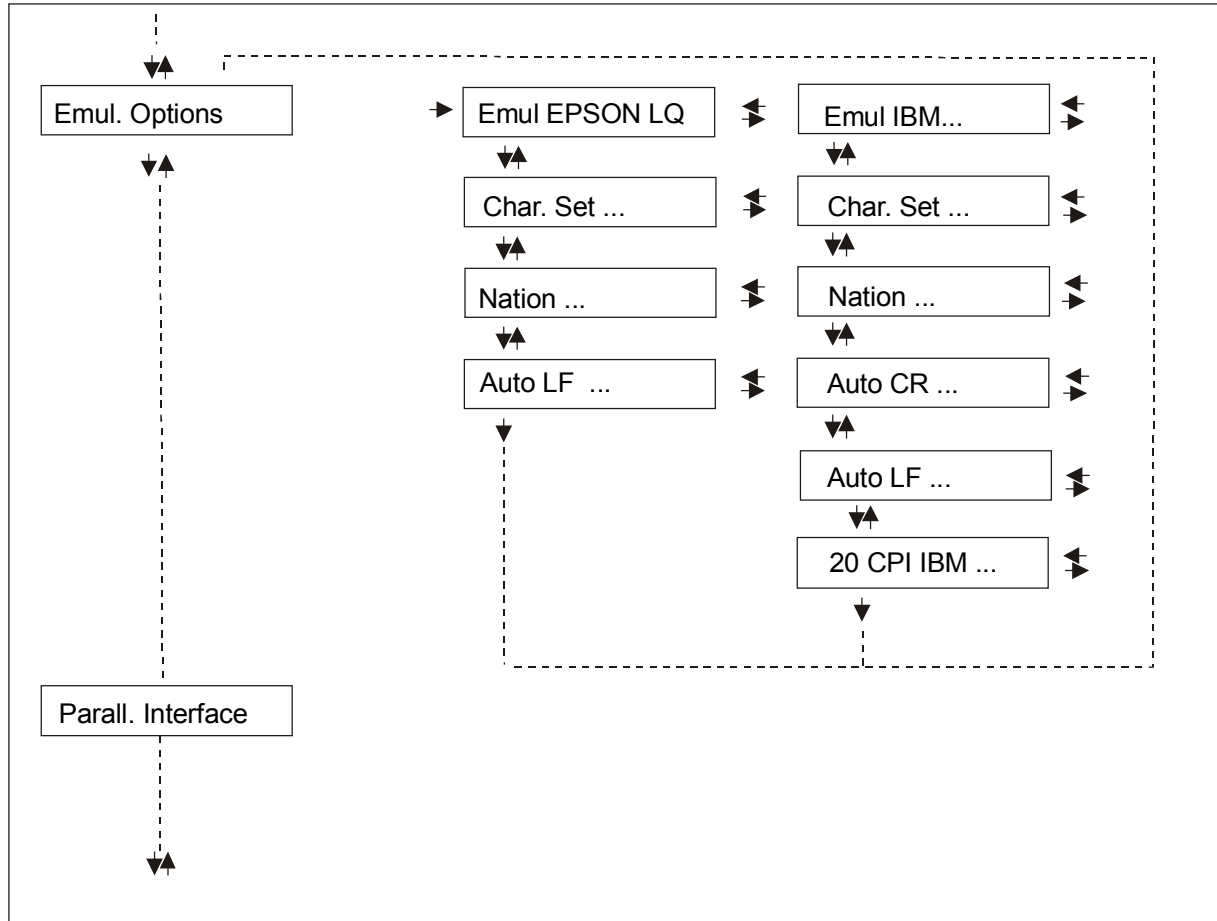 Emul. Options
Emul EPSON LQ
Emul IBM...
Char. Set ...
Char. Set ...
Nation ...
Nation ...
Auto LF ...
Auto CR ...
Auto LF ...
20 CPI IBM ...
Parall. Interface